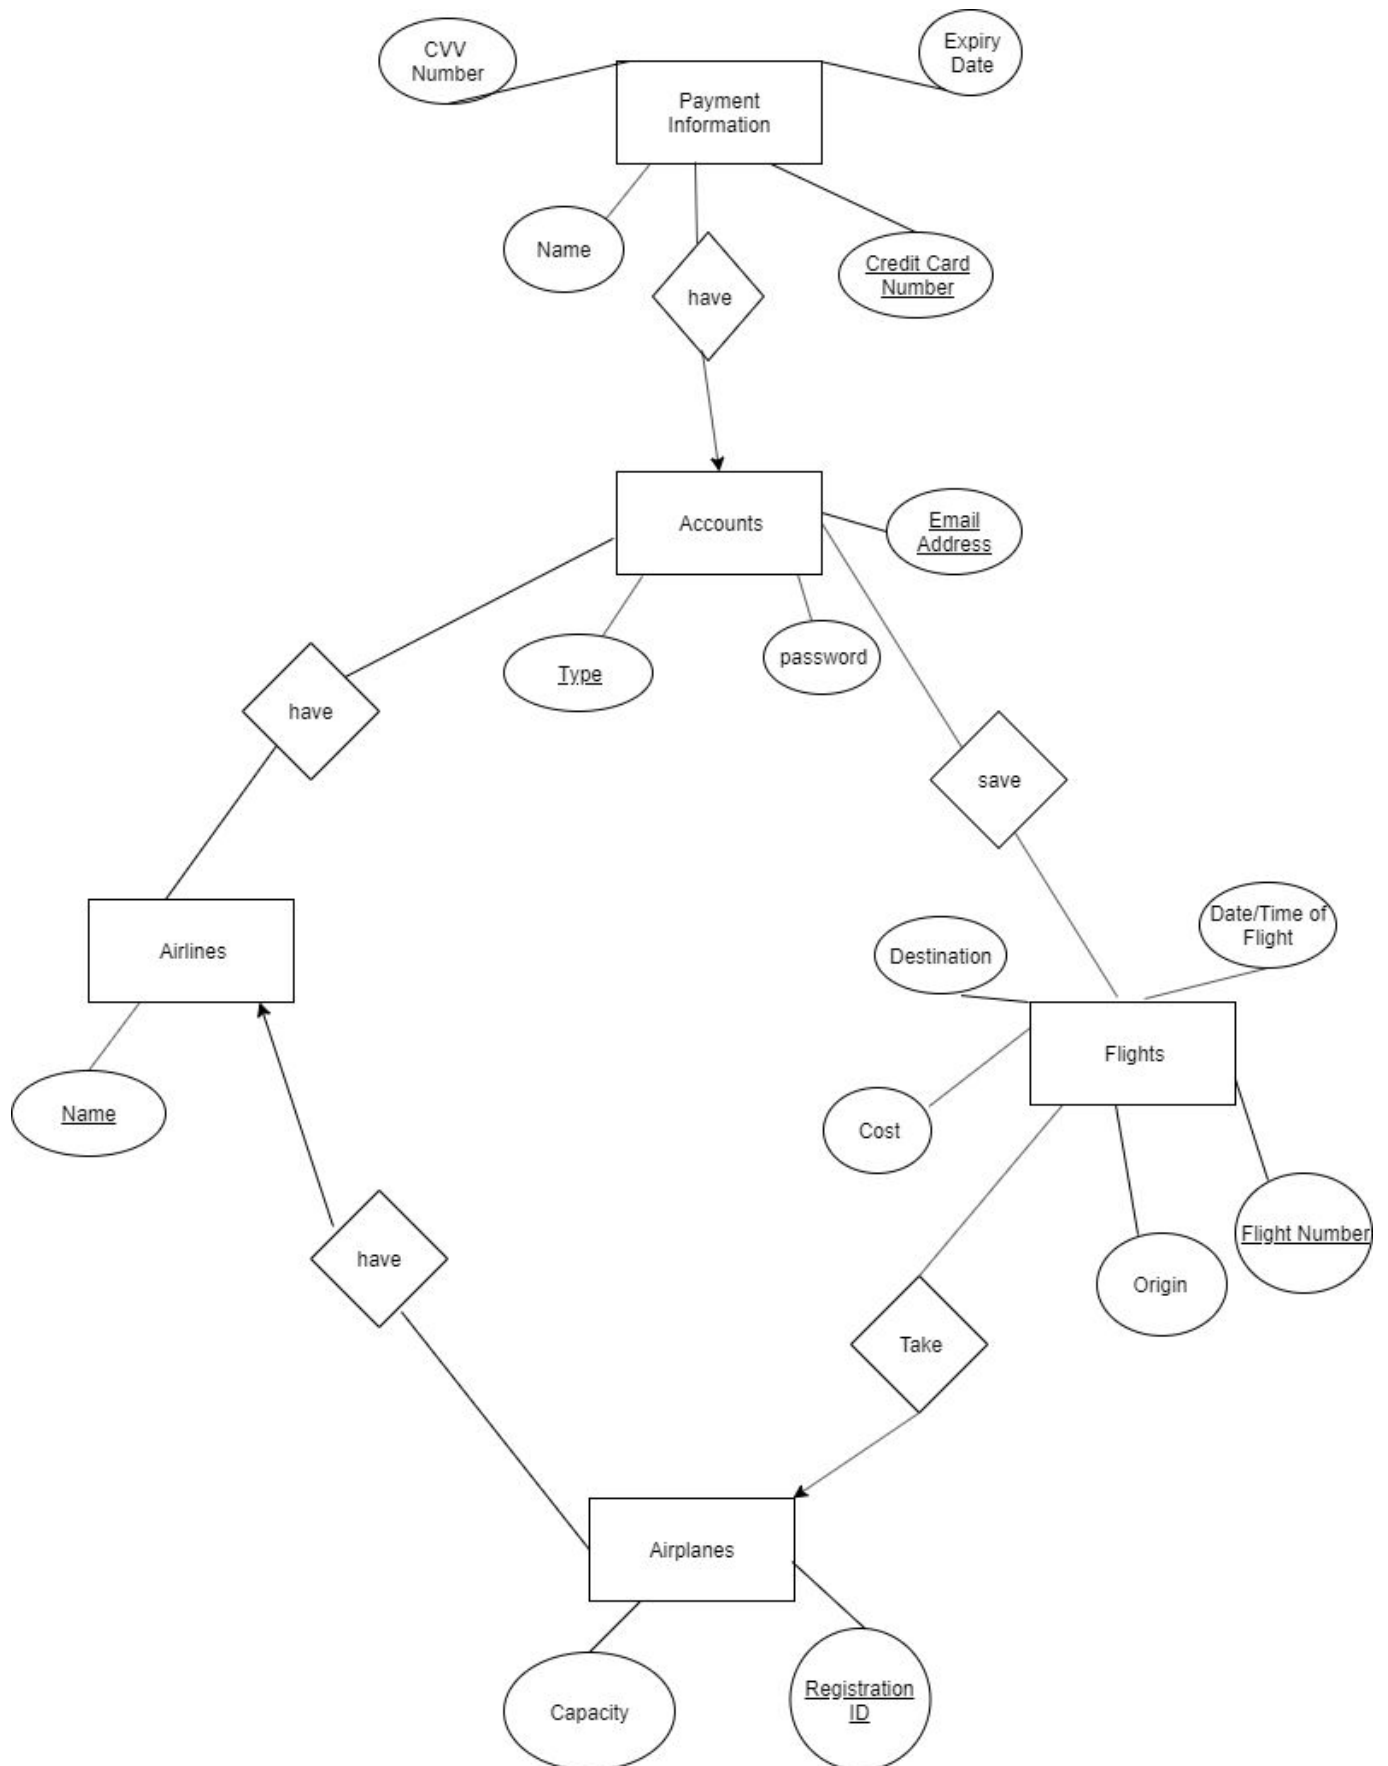 CVV
Number
Expiry
Date
Payment
Information
Name
Credit Card
Number
have
Accounts
Email
Address
Type
password
have
save
Airlines
Destination
Date/Time of
Flight
Flights
Name
Cost
Flight Number
Origin
have
Take
Airplanes
Capacity
Registration
ID